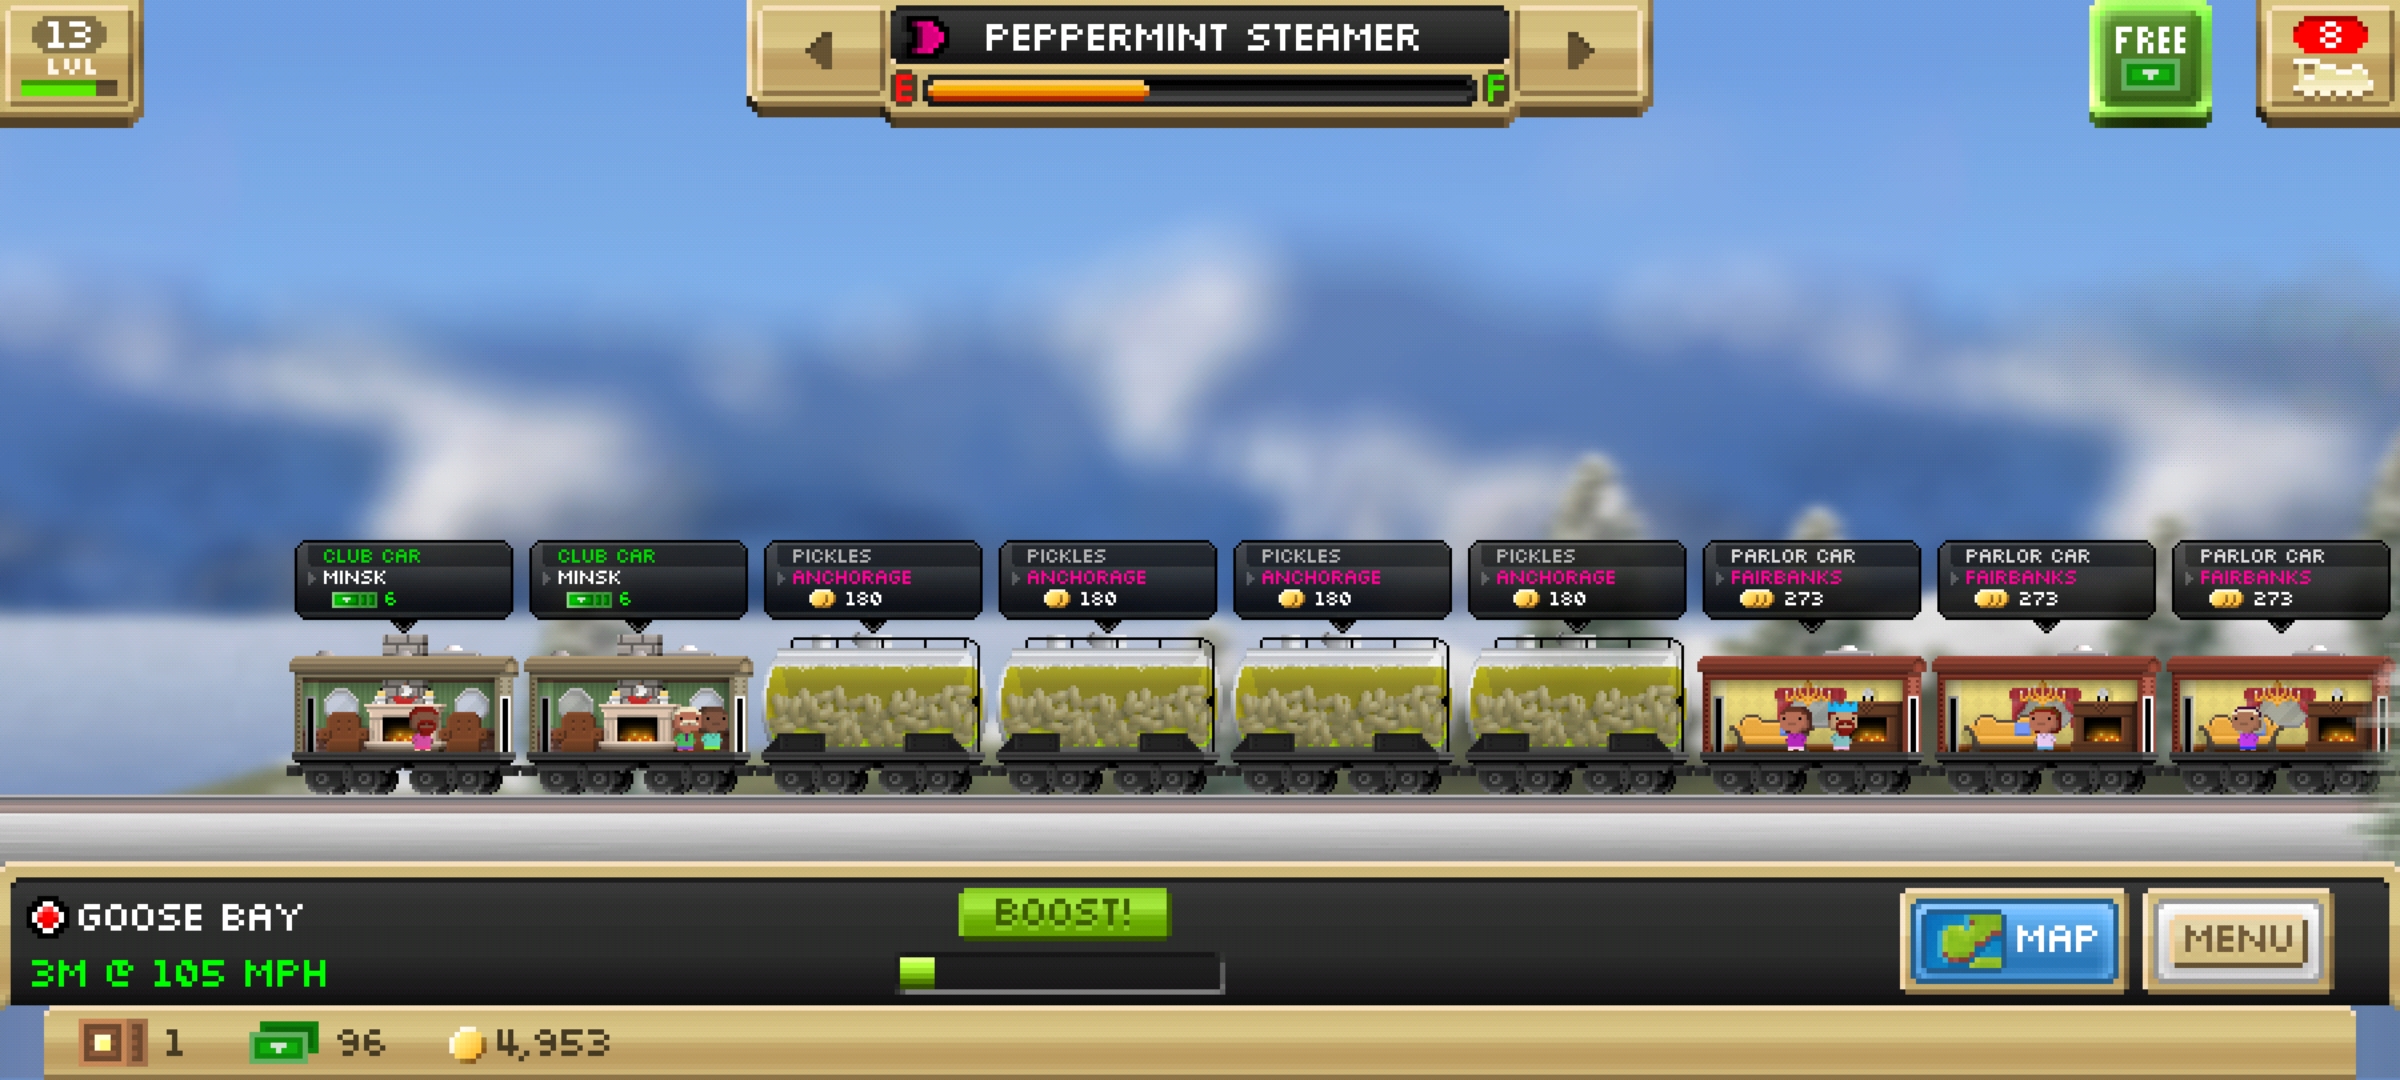 13
LVL
PEPPERMINT STEAMER
E F
FREE
8
CLUB CAR
MINSK
6
CLUB CAR
MINSK
6
PICKLES
ANCHORAGE
180
PICKLES
ANCHORAGE
180
PICKLES
ANCHORAGE
180
PICKLES
ANCHORAGE
180
PARLOR CAR
FAIRBANKS
273
PARLOR CAR
FAIRBANKS
273
PARLOR CAR
FAIRBANKS
273
GOOSE BAY
3M @ 105 MPH
BOOST!
MAP
MENU
1
96
4,953